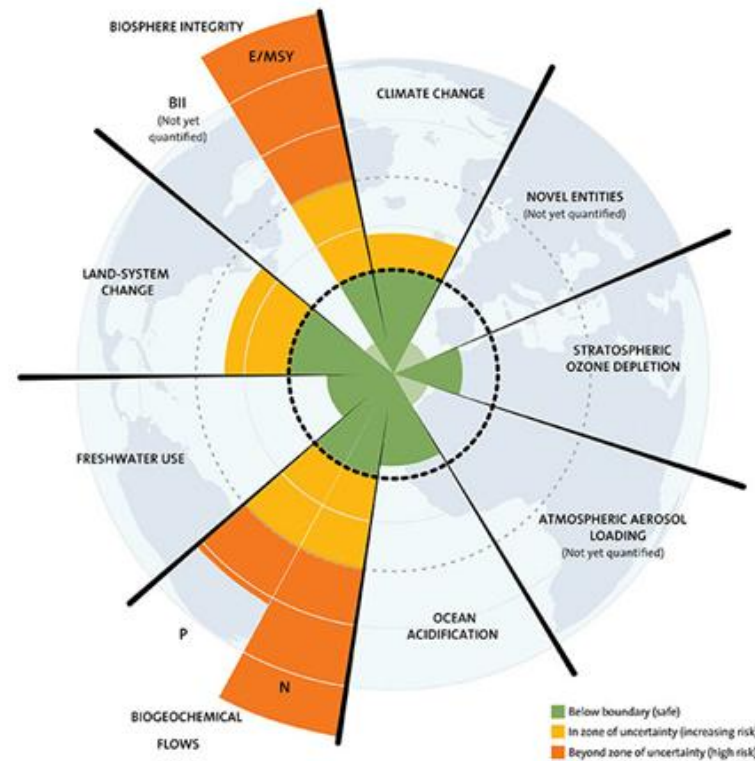 BIOSPHERE INTEGRITY
E/MSY
BII
(Not yet
quantified)
CLIMATE CHANGE
NOVEL ENTITIES
(Not yet quantified)
LAND-SYSTEM
CHANGE
STRATOSPHERIC
OZONE DEPLETION
FRESHWATER USE
ATMOSPHERIC AEROSOL
LOADING
(Not yet quantified)
OCEAN
ACIDIFICATION
P
N
BIOGEOCHEMICAL
FLOWS
Below boundary (safe)
In zone of uncertainty (increasing risk)
Beyond zone of uncertainty (high risk)